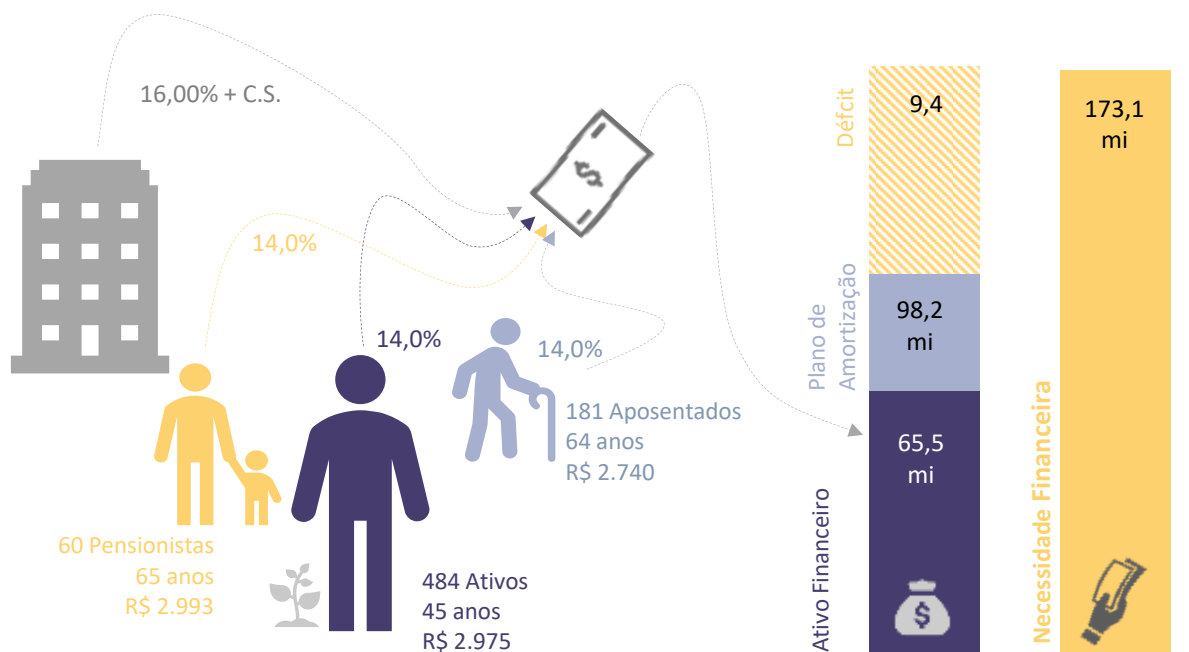 16,00% + C.S.
14,0%
14,0%
14,0%
60 Pensionistas
65 anos
R$ 2.993
484 Ativos
45 anos
R$ 2.975
181 Aposentados
64 anos
R$ 2.740
$
Défcit
9,4
Plano de
Amortização
98,2
mi
Ativo Financeiro
65,5
mi
$
Necessidade Financeira
173,1
mi